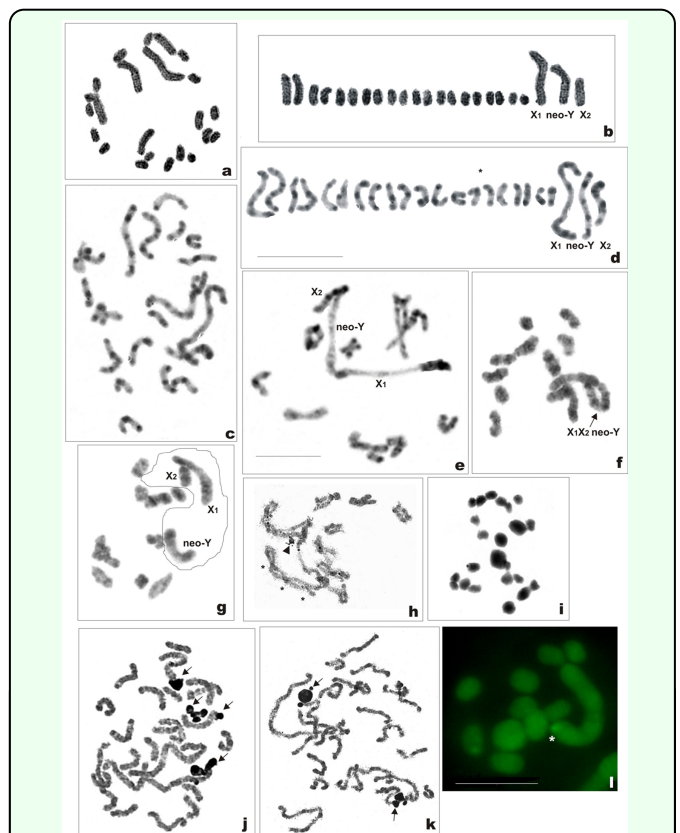 a
X1 neo-Y X2
b
c
*
X1 neo-Y X2
d
X2
neo-Y
X1
e
X1X2 neo-Y
f
X2
X1
neo-Y
g
* * *
h
i
j
k
*
l